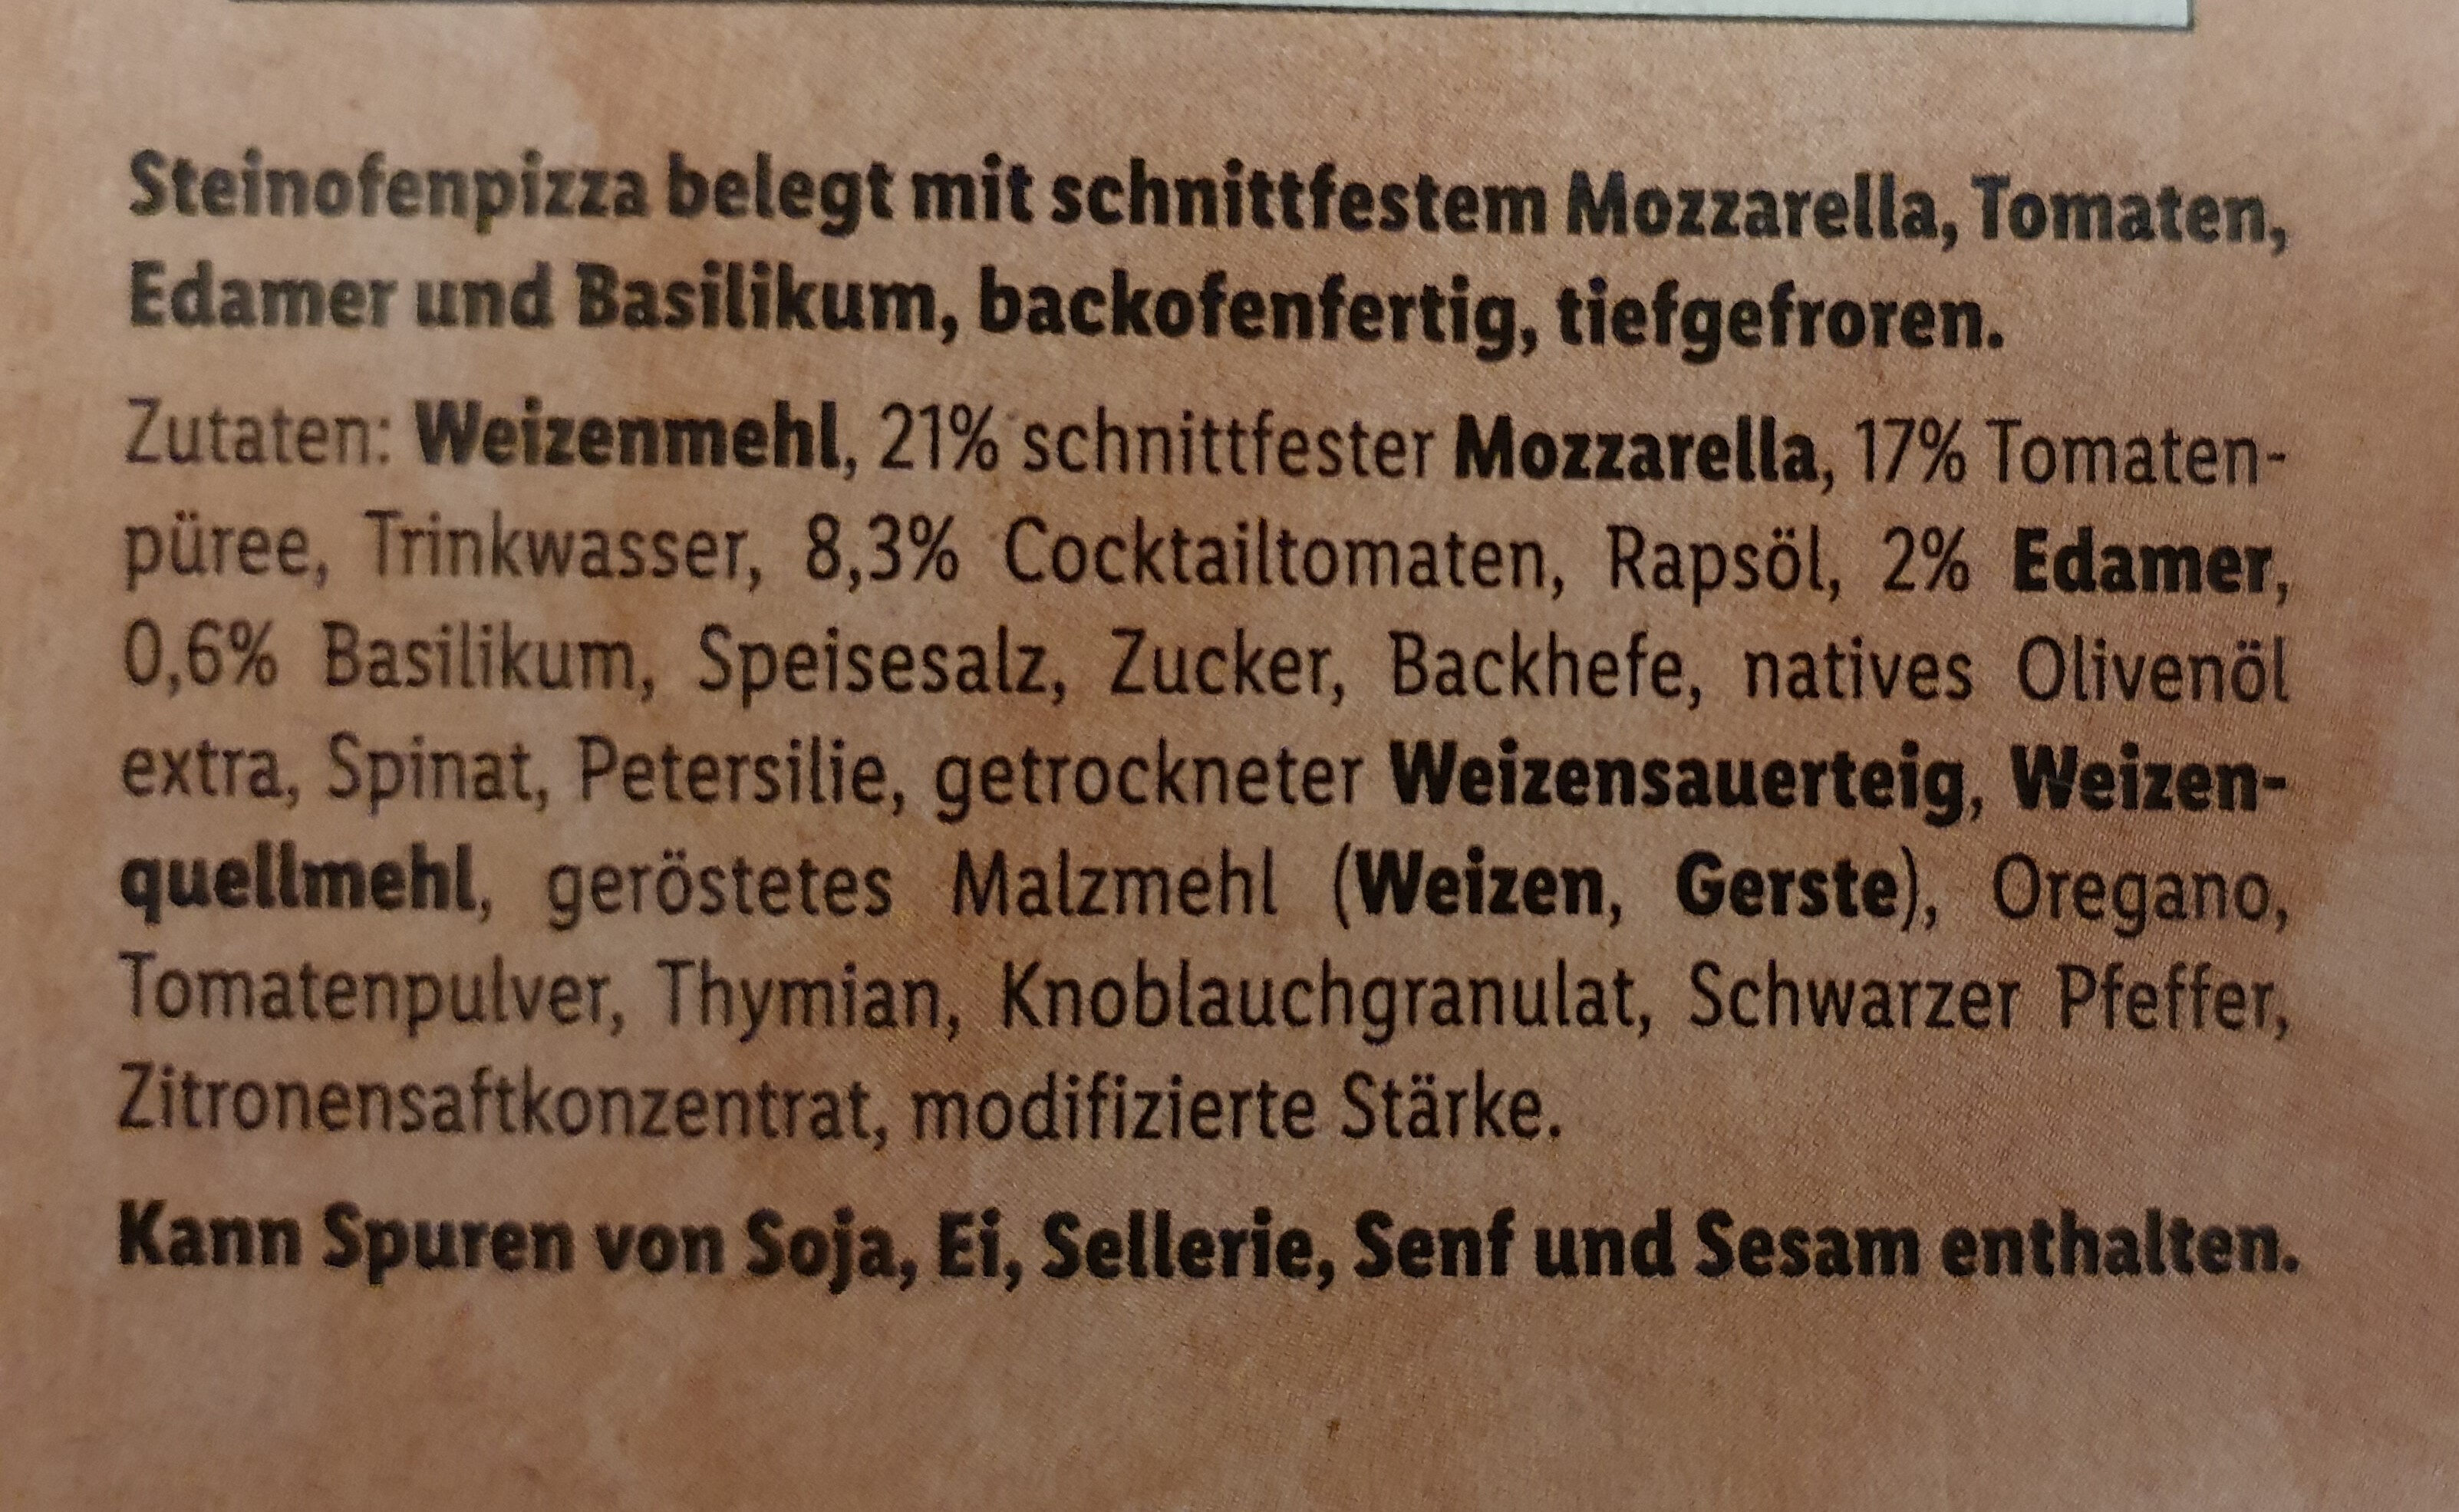 Steinofenpizza belegt mit schnittfestem Mozzarella, Tomaten,
Edamer und Basilikum, backofenfertig, tiefgefroren.
Zutaten: Weizenmehl, 21% schnittfester Mozzarella, 17% Tomaten-
püree, Trinkwasser, 8,3% Cocktailtomaten, Rapsöl, 2% Edamer,
0,6% Basilikum, Speisesalz, Zucker, Backhefe, natives Olivenöl
extra, Spinat, Petersilie, getrockneter Weizensauerteig, Weizen-
quellmehl, geröstetes Malzmehl (Weizen, Gerste), Oregano,
Tomatenpulver, Thymian, Knoblauchgranulat, Schwarzer Pfeffer,
Zitronensaftkonzentrat, modifizierte Stärke.
Kann Spuren von Soja, Ei, Sellerie, Senf und Sesam enthalten.